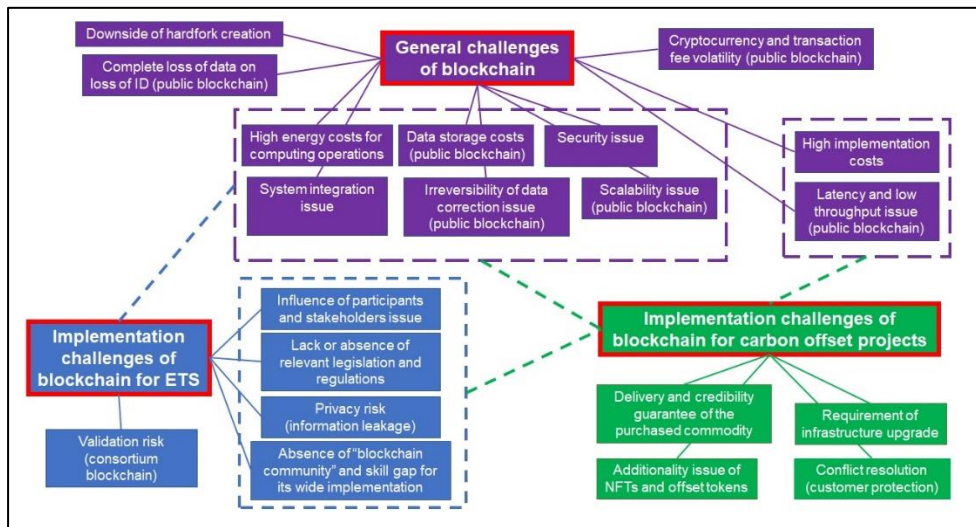 Downside of hardfork creation
Complete loss of data on
loss of ID (public blockchain)
General challenges
of blockchain
Cryptocurrency and transaction
fee volatility (public blockchain)
High energy costs for
computing operations
Data storage costs
(public blockchain)
Security issue
System integration
issue
Irreversibility of data
correction issue
(public blockchain)
Scalability issue
(public blockchain)
High implementation
costs
Latency and low
throughput issue
(public blockchain)
Implementation
challenges of
blockchain for ETS
Validation risk
(consortium
blockchain)
Influence of participants
and stakeholders issue
Lack or absence of
relevant legislation and
regulations
Privacy risk
(information leakage)
Absence of “blockchain
community” and skill gap for
its wide implementation
Implementation challenges of
blockchain for carbon offset projects
Delivery and credibility
guarantee of the
purchased commodity
Requirement of
infrastructure upgrade
Additionality issue of
NFTs and offset tokens
Conflict resolution
(customer protection)